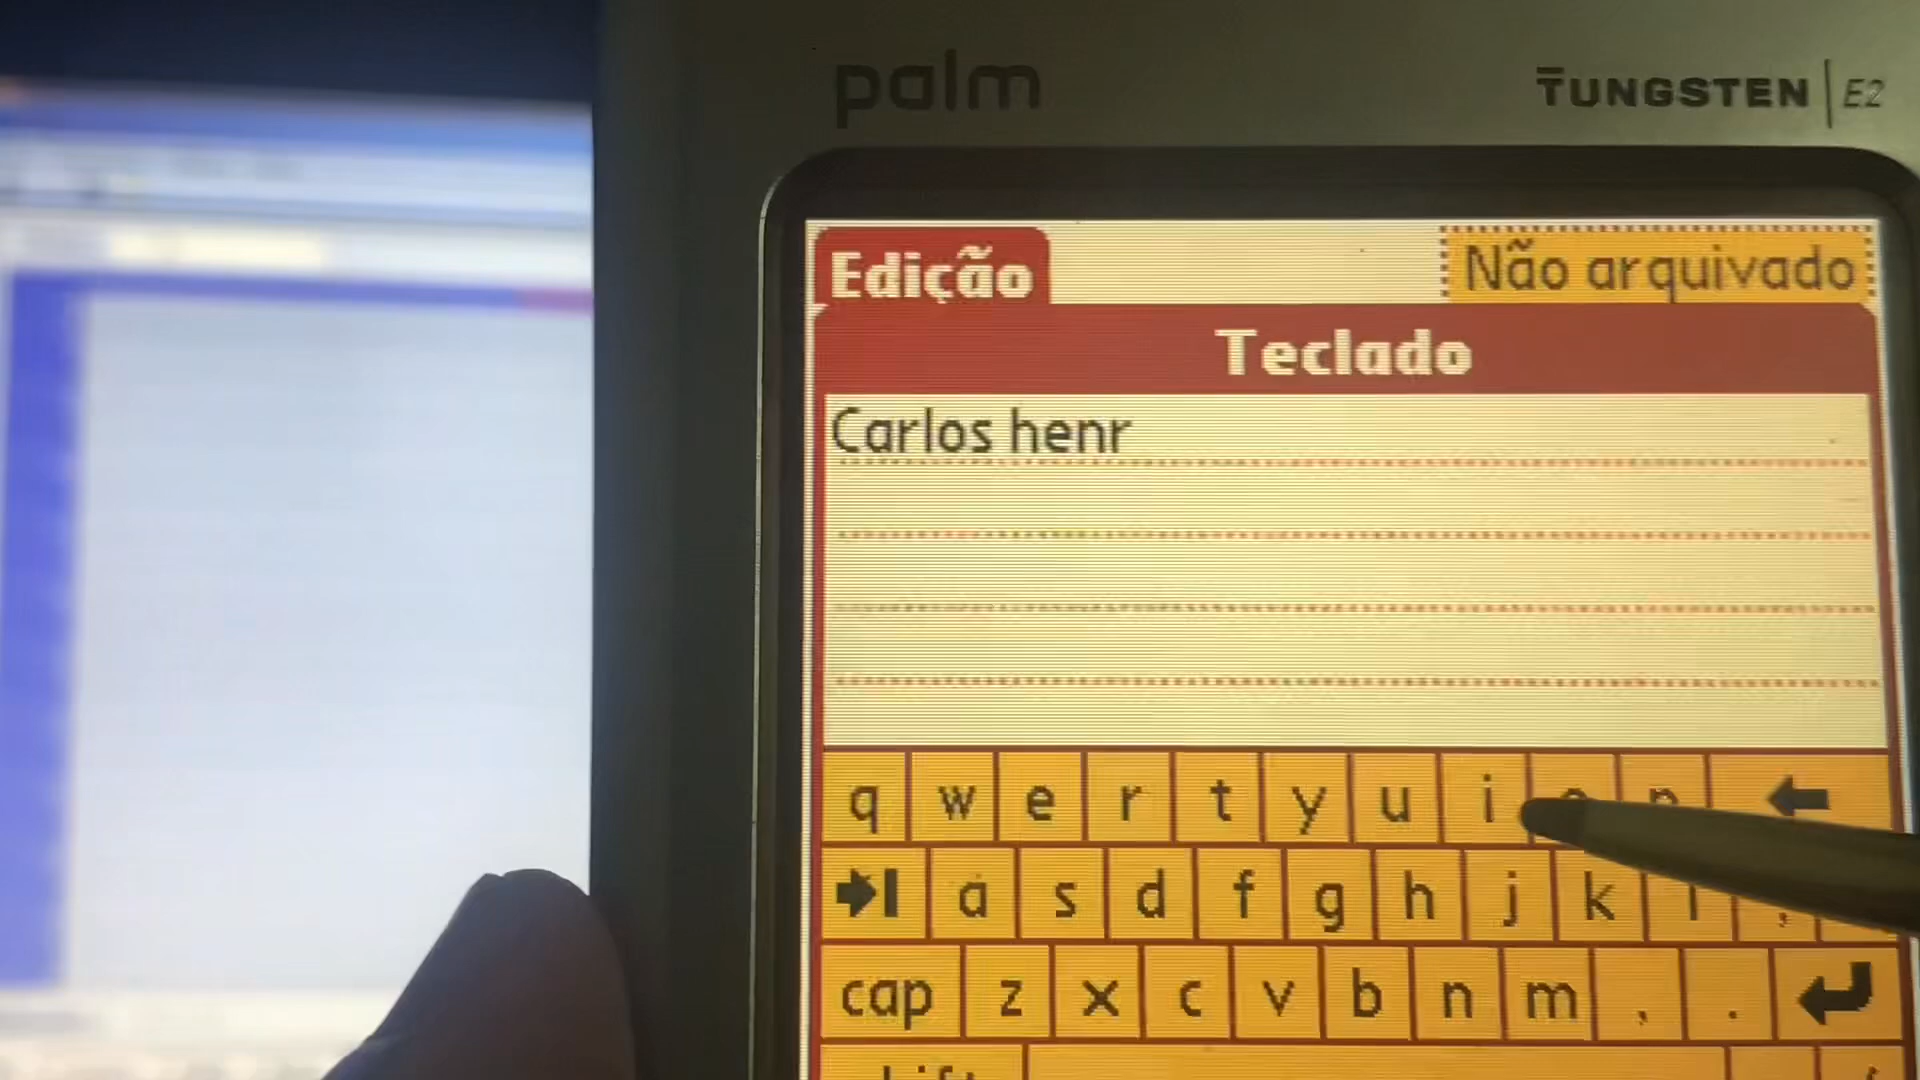 palm
TUNGSTEN | E2
Edição
Não arquivado
Teclado
Carlos henr
q w e r t y u i
a s d f g h j k
cap z x c v b n m , .